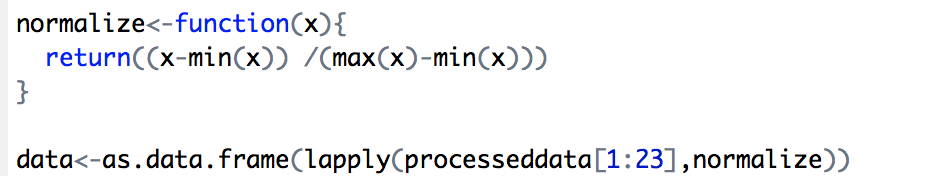 normalize<-function(x){
  return((x-min(x)) /(max(x)-min(x)))
}
data<-as.data.frame(lapply(processeddata[1:23],normalize))